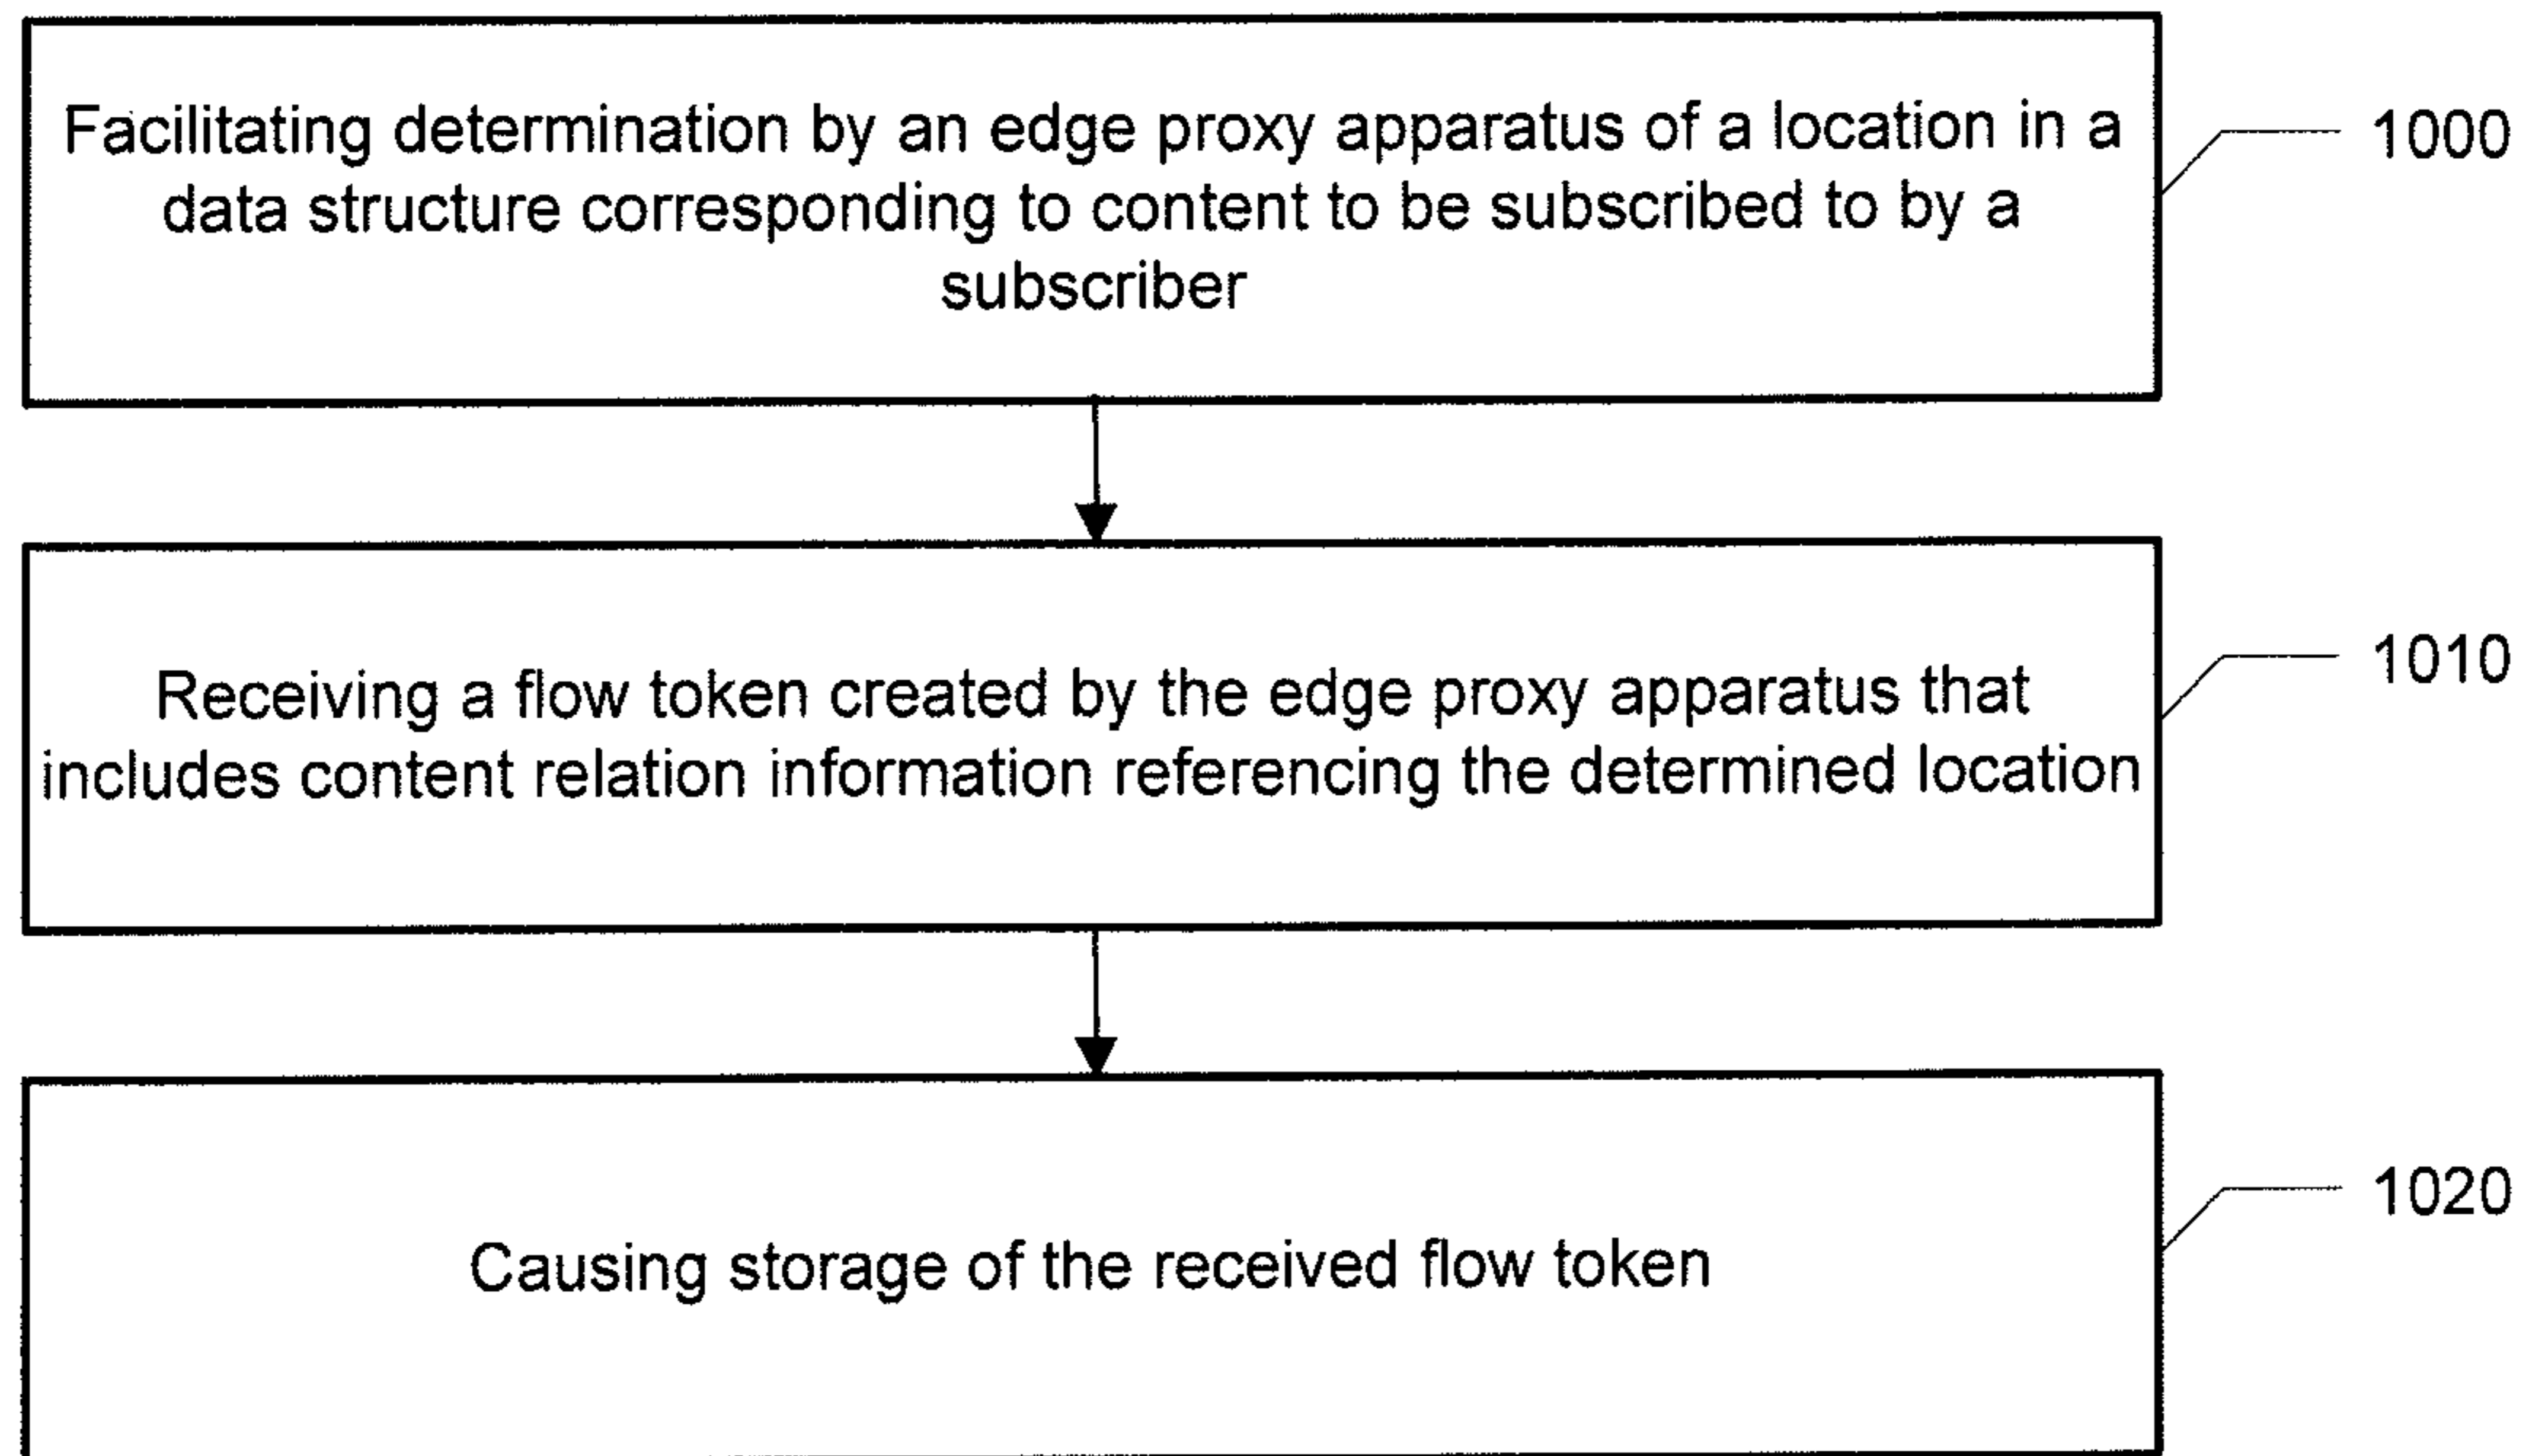 Facilitating determination by an edge proxy apparatus of a location in a
data structure corresponding to content to be subscribed to by a
subscriber
1000
Receiving a flow token created by the edge proxy apparatus that
includes content relation information referencing the determined location
1010
Causing storage of the received flow token
1020